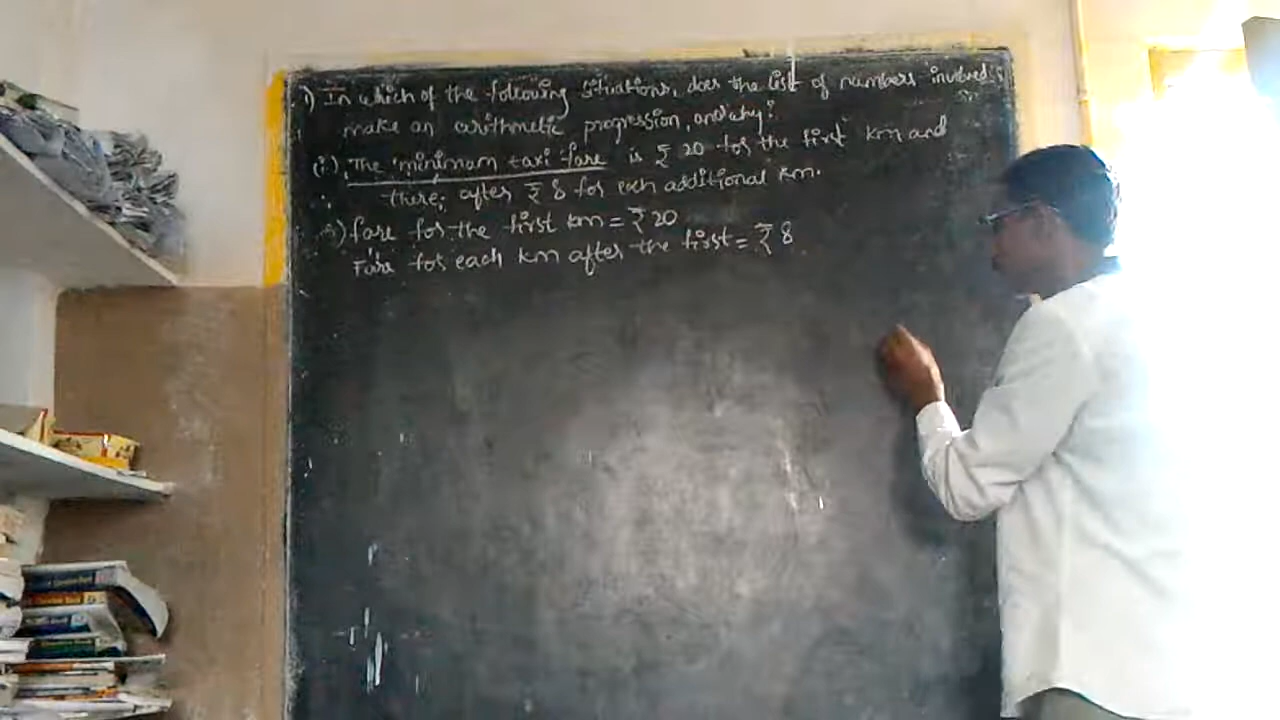 1) In which of the following situations, does the list of numbers involved
make an arithmetic progression, and why?
(i) The minimum taxi fare is ₹ 20 for the first km and
there; after ₹ 8 for each additional km.
fare for the first km = ₹ 20
Fare for each km after the first = ₹ 8